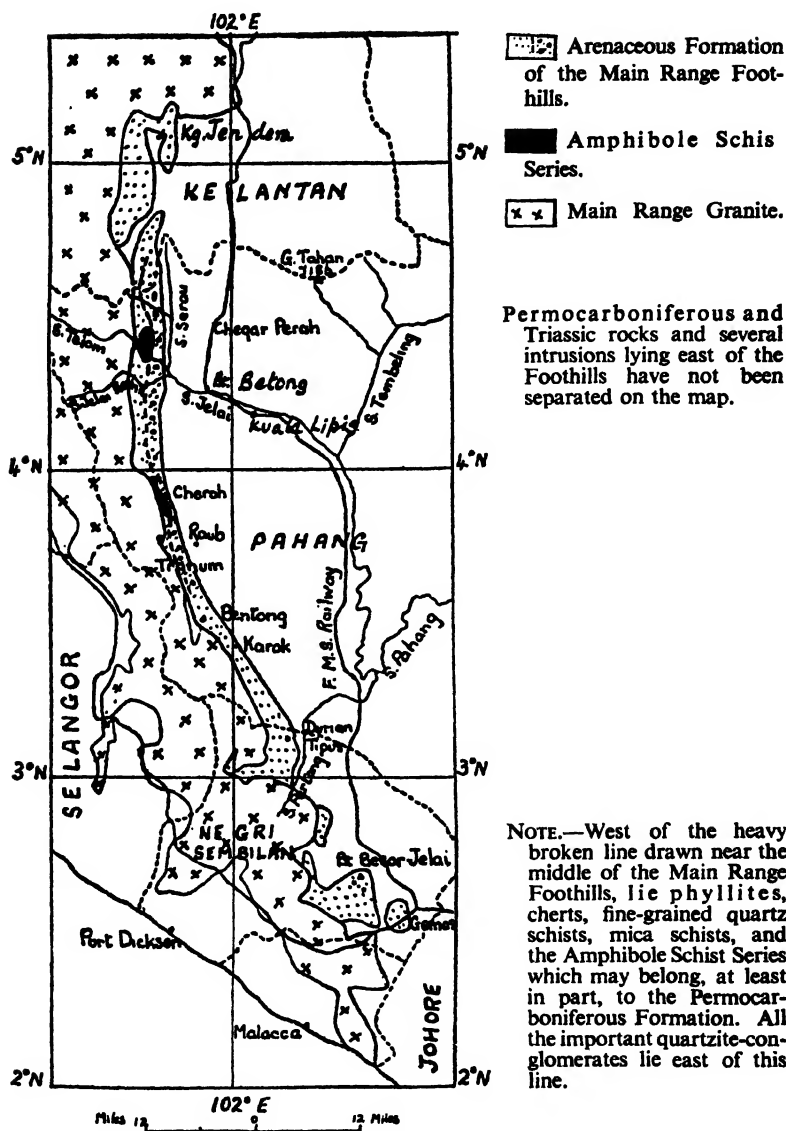 102°E
5°N
5°N
Kg. Jendera
KELANTAN
G. Tahan
7186
S. Serau
S. Telom
Chegar Perah
S. Tembeling
Bt. Betong
S. Jelai
Kuala Lipis
4°N
4°N
Cheroh
Raub
Tranum
PAHANG
Bentong
Karak
F.M.S. Railway
S. Pahang
SELANGOR
Durian
Tipus
3°N
3°N
S. Pertang
NEGRI
SEMBILAN
Bt. Besar Jelai
Gemas
Port Dickson
Malacca
JOHORE
2°N
2°N
102°E
Miles 12
0
12 Miles
Arenaceous Formation
of the Main Range Foot-
hills.
Amphibole Schis
Series.
Main Range Granite.
Permocarboniferous and
Triassic rocks and several
intrusions lying east of the
Foothills have not been
separated on the map.
NOTE.—West of the heavy
broken line drawn near the
middle of the Main Range
Foothills, lie phyllites,
cherts, fine-grained quartz
schists, mica schists, and
the Amphibole Schist Series
which may belong, at least
in part, to the Permocar-
boniferous Formation. All
the important quartzite-con-
glomerates lie east of this
line.